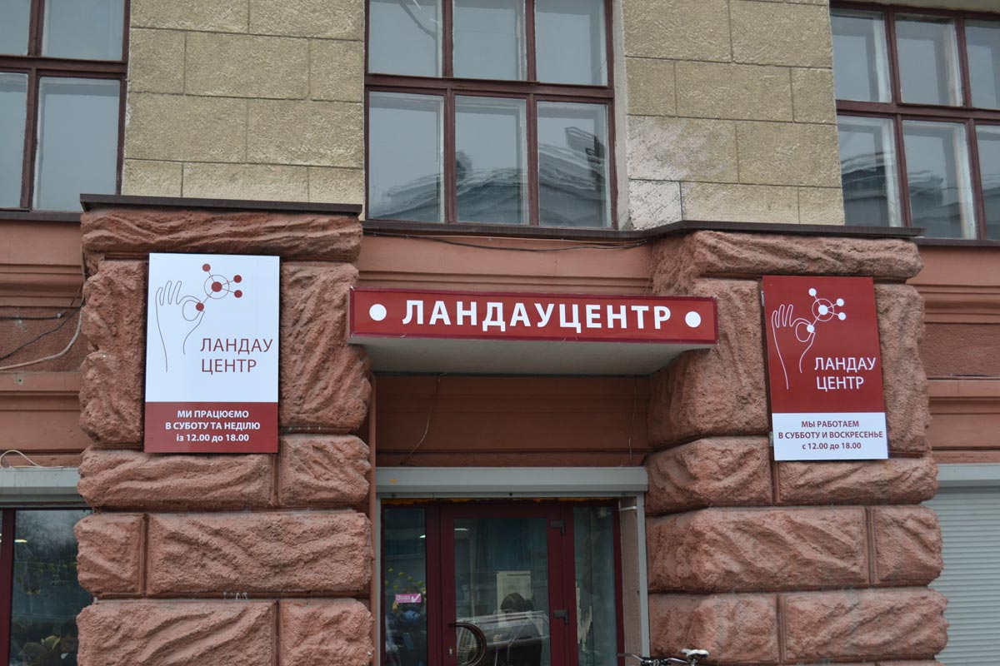 ЛАНДАУ
ЦЕНТР
МИ ПРАЦЮЄМО
В СУБОТУ ТА НЕДІЛЮ
із 12.00 до 18.00
• ЛАНДАУЦЕНТР •
ЛАНДАУ
ЦЕНТР
МЫ РАБОТАЕМ
В СУББОТУ И ВОСКРЕСЕНЬЕ
с 12.00 до 18.00